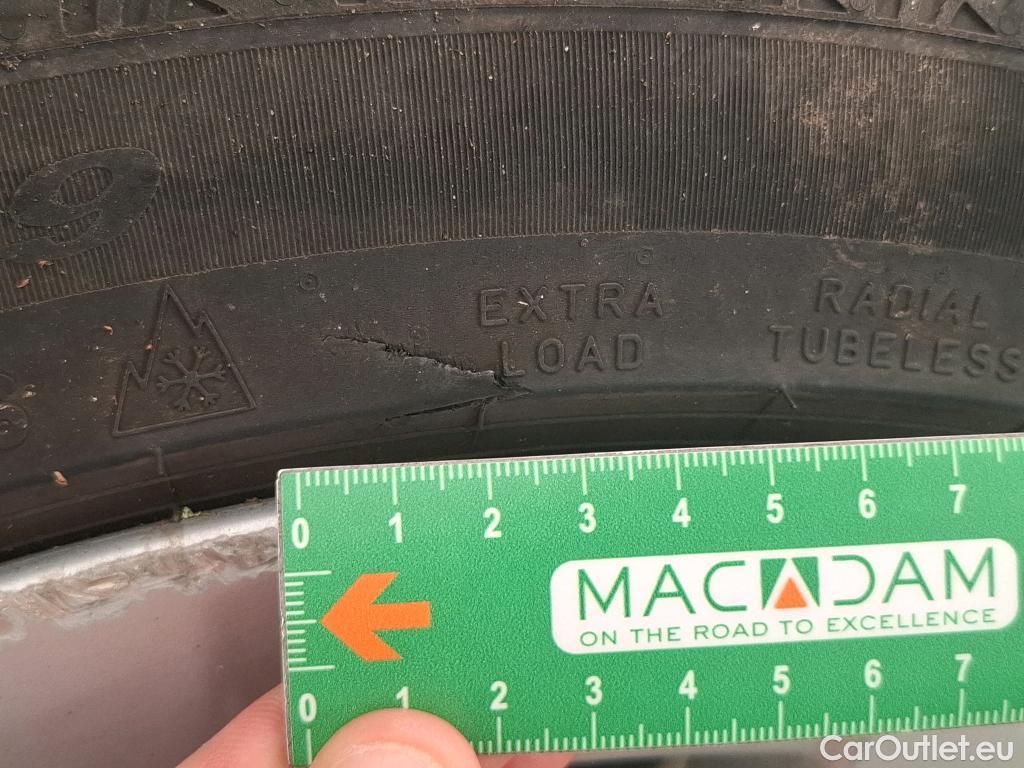 9
EXTRA
LOAD
RADIAL
TUBELESS
0 1 2 3 4 5 6 7
MACADAM
ON THE ROAD TO EXCELLENCE
0 1 2 3 4 5 6 7
CarOutlet.eu